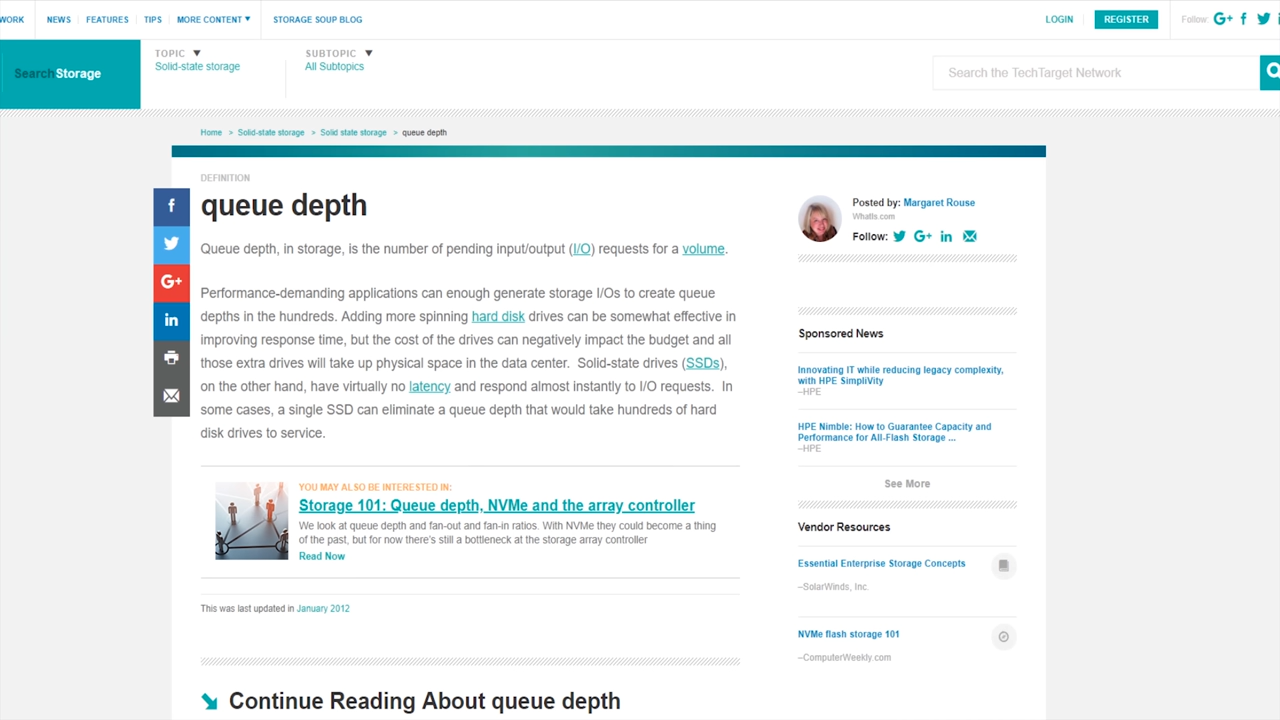 WORK NEWS FEATURES TIPS MORE CONTENT STORAGE SOUP BLOG LOGIN REGISTER Follow: G+
TOPIC SUBTOPIC
SearchStorage Solid-state storage All Subtopics Search the TechTarget Network
Home > Solid-state storage > Solid state storage > queue depth
DEFINITION
queue depth
Queue depth, in storage, is the number of pending input/output (I/O) requests for a volume.
Performance-demanding applications can enough generate storage I/Os to create queue
depths in the hundreds. Adding more spinning hard disk drives can be somewhat effective in
improving response time, but the cost of the drives can negatively impact the budget and all
those extra drives will take up physical space in the data center. Solid-state drives (SSDs),
on the other hand, have virtually no latency and respond almost instantly to I/O requests. In
some cases, a single SSD can eliminate a queue depth that would take hundreds of hard
disk drives to service.
YOU MAY ALSO BE INTERESTED IN:
Storage 101: Queue depth, NVMe and the array controller
We look at queue depth and fan-out and fan-in ratios. With NVMe they could become a thing
of the past, but for now there's still a bottleneck at the storage array controller
Read Now
This was last updated in January 2012
Continue Reading About queue depth
f
G+
in
Posted by: Margaret Rouse
WhatIs.com
Follow: G+ in
Sponsored News
Innovating IT while reducing legacy complexity,
with HPE SimpliVity
–HPE
HPE Nimble: How to Guarantee Capacity and
Performance for All-Flash Storage ...
–HPE
See More
Vendor Resources
Essential Enterprise Storage Concepts
–SolarWinds, Inc.
NVMe flash storage 101
–ComputerWeekly.com